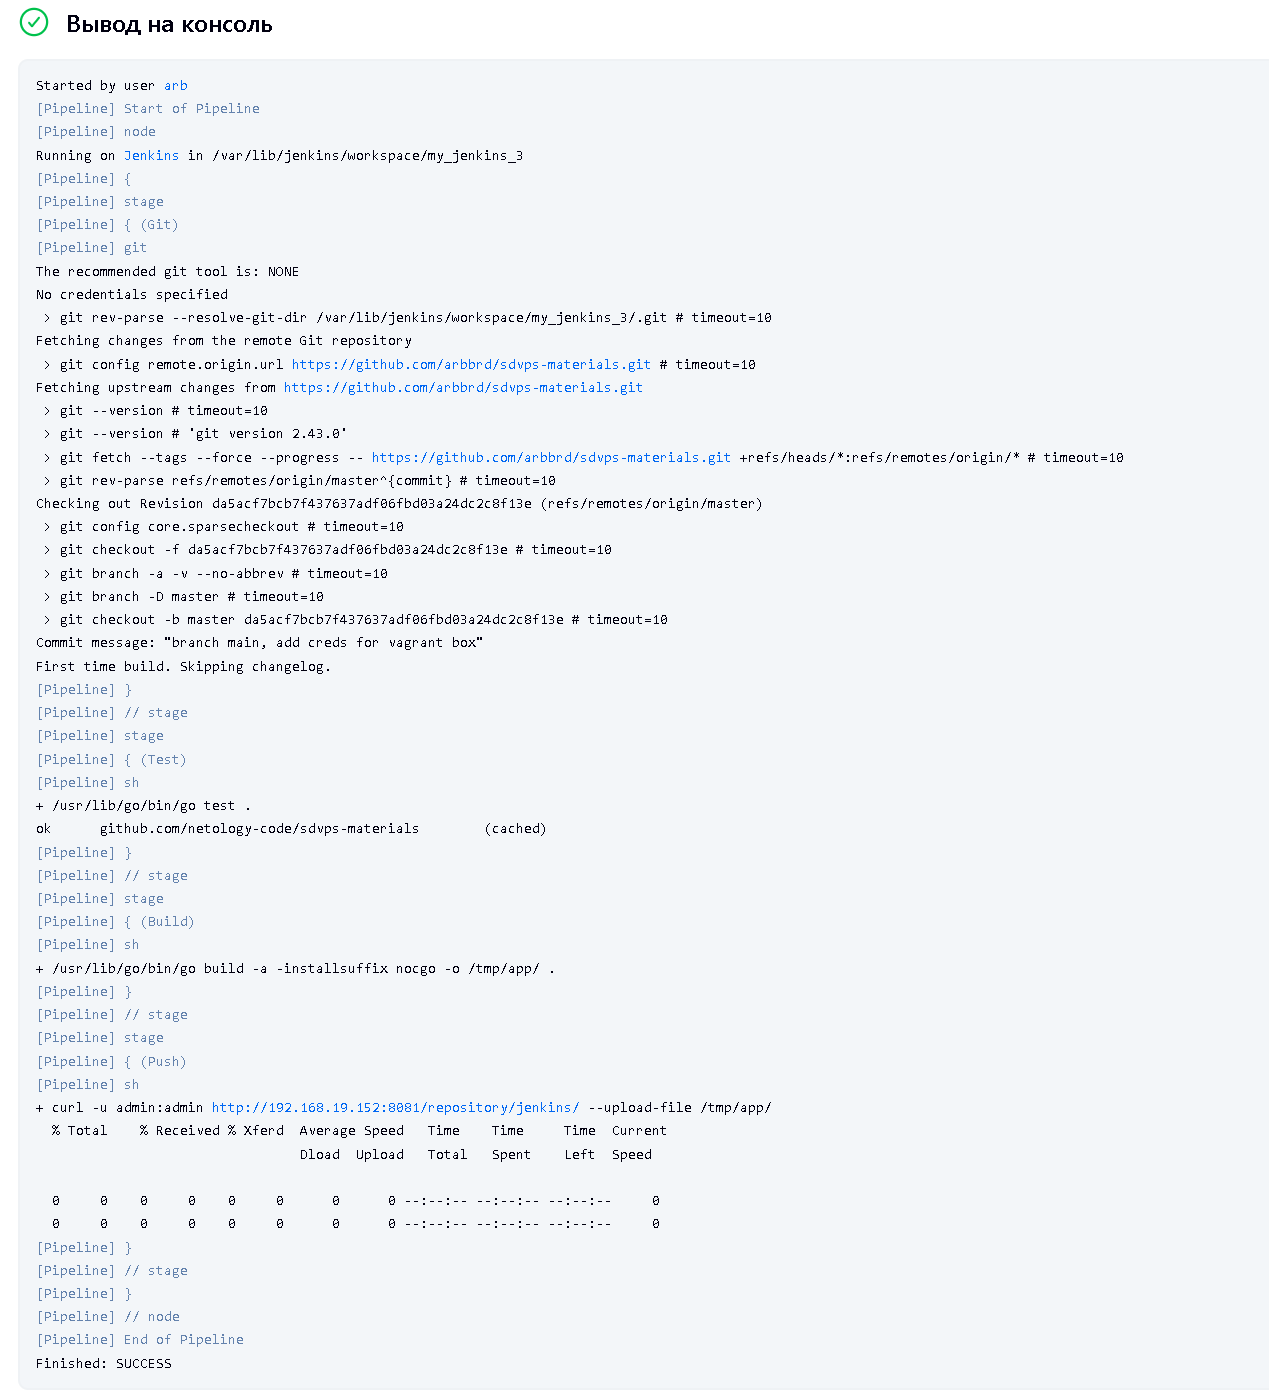 Вывод на консоль
Started by user arb
[Pipeline] Start of Pipeline
[Pipeline] node
Running on Jenkins in /var/lib/jenkins/workspace/my_jenkins_3
[Pipeline] {
[Pipeline] stage
[Pipeline] { (Git)
[Pipeline] git
The recommended git tool is: NONE
No credentials specified
 > git rev-parse --resolve-git-dir /var/lib/jenkins/workspace/my_jenkins_3/.git # timeout=10
Fetching changes from the remote Git repository
 > git config remote.origin.url https://github.com/arbbrd/sdvps-materials.git # timeout=10
Fetching upstream changes from https://github.com/arbbrd/sdvps-materials.git
 > git --version # timeout=10
 > git --version # 'git version 2.43.0'
 > git fetch --tags --force --progress -- https://github.com/arbbrd/sdvps-materials.git +refs/heads/*:refs/remotes/origin/* # timeout=10
 > git rev-parse refs/remotes/origin/master^{commit} # timeout=10
Checking out Revision da5acf7bcb7f437637adf06fbd03a24dc2c8f13e (refs/remotes/origin/master)
 > git config core.sparsecheckout # timeout=10
 > git checkout -f da5acf7bcb7f437637adf06fbd03a24dc2c8f13e # timeout=10
 > git branch -a -v --no-abbrev # timeout=10
 > git branch -D master # timeout=10
 > git checkout -b master da5acf7bcb7f437637adf06fbd03a24dc2c8f13e # timeout=10
Commit message: "branch main, add creds for vagrant box"
First time build. Skipping changelog.
[Pipeline] }
[Pipeline] // stage
[Pipeline] stage
[Pipeline] { (Test)
[Pipeline] sh
+ /usr/lib/go/bin/go test .
ok      github.com/netology-code/sdvps-materials        (cached)
[Pipeline] }
[Pipeline] // stage
[Pipeline] stage
[Pipeline] { (Build)
[Pipeline] sh
+ /usr/lib/go/bin/go build -a -installsuffix nocgo -o /tmp/app/ .
[Pipeline] }
[Pipeline] // stage
[Pipeline] stage
[Pipeline] { (Push)
[Pipeline] sh
+ curl -u admin:admin http://192.168.19.152:8081/repository/jenkins/ --upload-file /tmp/app/
  % Total    % Received % Xferd  Average Speed   Time    Time     Time  Current
                                 Dload  Upload   Total   Spent    Left  Speed
  0     0    0     0    0     0      0      0 --:--:-- --:--:-- --:--:--     0
  0     0    0     0    0     0      0      0 --:--:-- --:--:-- --:--:--     0
[Pipeline] }
[Pipeline] // stage
[Pipeline] }
[Pipeline] // node
[Pipeline] End of Pipeline
Finished: SUCCESS